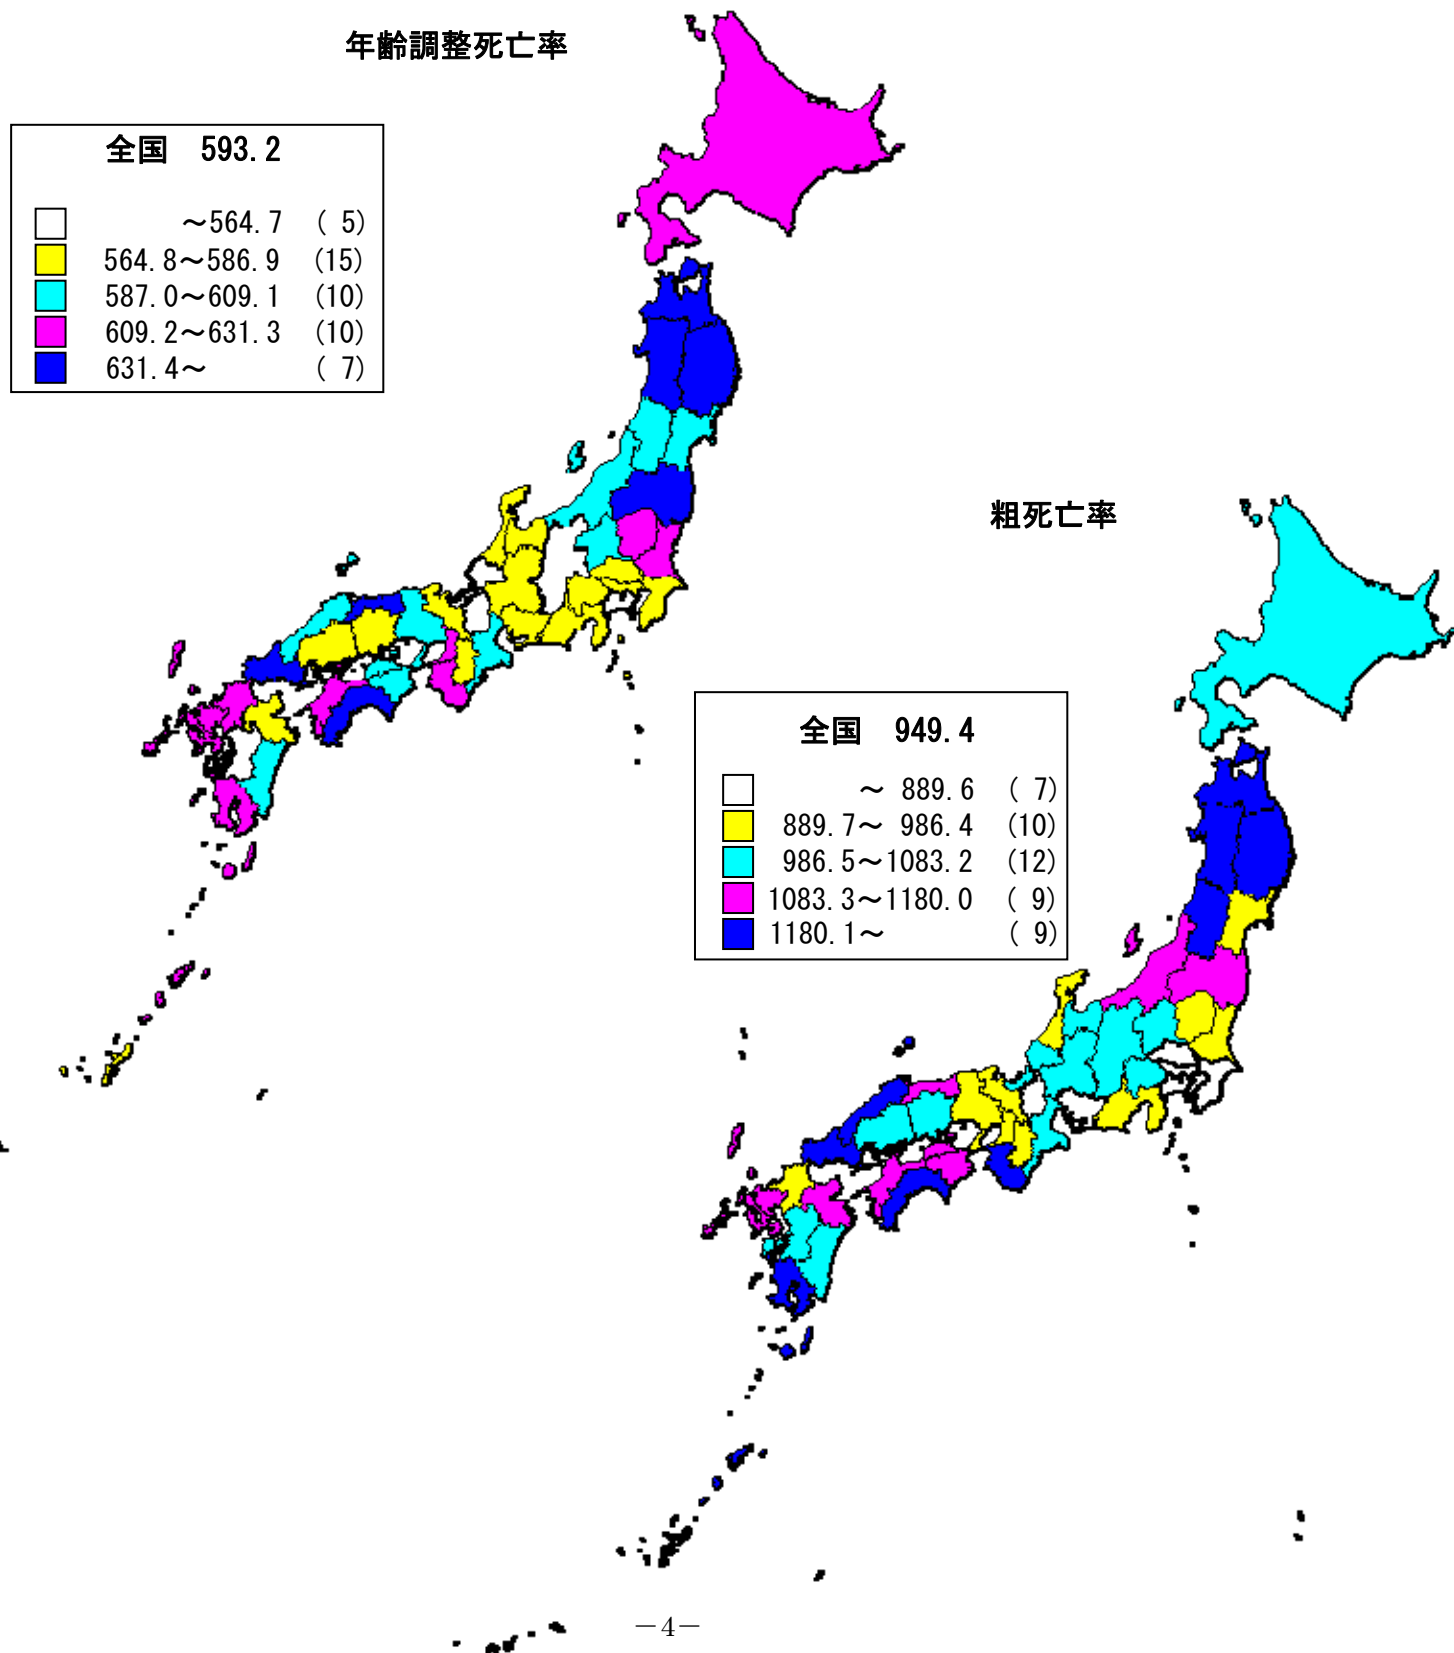 年齢調整死亡率
全国 593.2
～564.7 ( 5)
564.8～586.9 (15)
587.0～609.1 (10)
609.2～631.3 (10)
631.4～ ( 7)
粗死亡率
全国 949.4
～ 889.6 ( 7)
889.7～ 986.4 (10)
986.5～1083.2 (12)
1083.3～1180.0 ( 9)
1180.1～ ( 9)
－4－